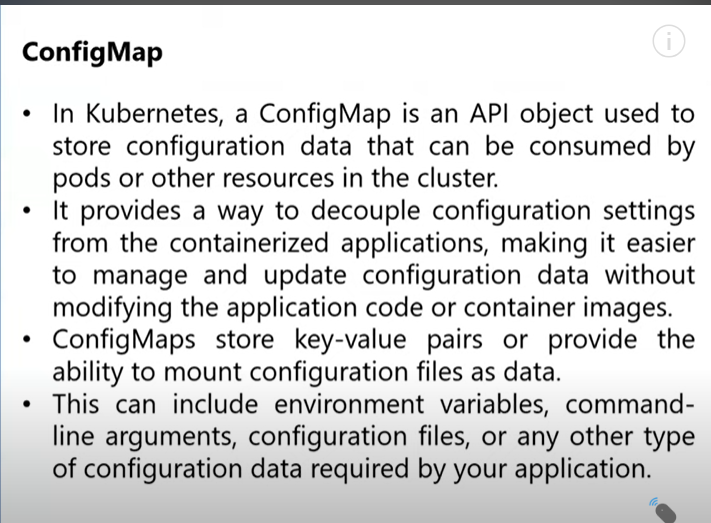 ConfigMap
• In Kubernetes, a ConfigMap is an API object used to
store configuration data that can be consumed by
pods or other resources in the cluster.
• It provides a way to decouple configuration settings
from the containerized applications, making it easier
to manage and update configuration data without
modifying the application code or container images.
• ConfigMaps store key-value pairs or provide the
ability to mount configuration files as data.
• This can include environment variables, command-
line arguments, configuration files, or any other type
of configuration data required by your application.